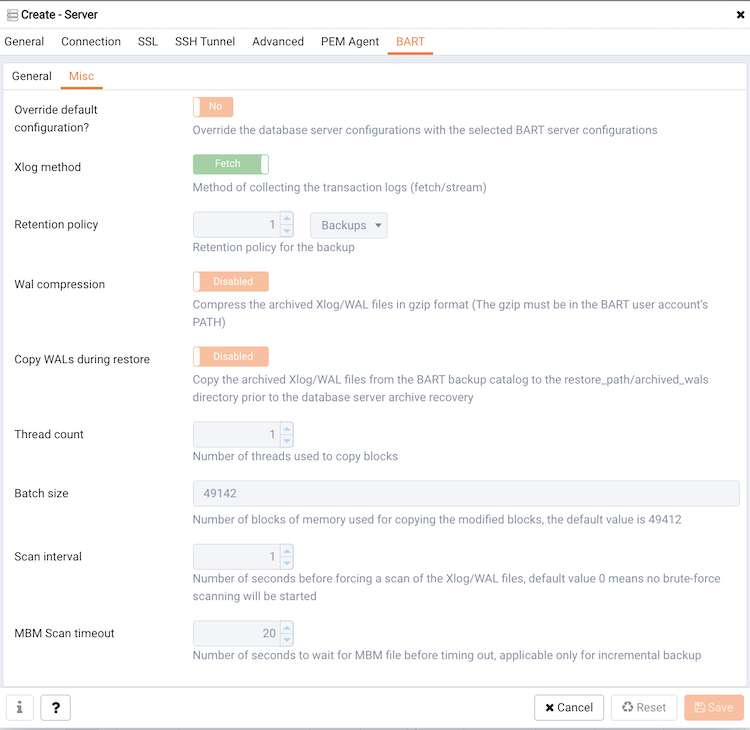 Create - Server
General Connection SSL SSH Tunnel Advanced PEM Agent BART
General Misc
Override default
configuration?
No
Override the database server configurations with the selected BART server configurations
Xlog method
Fetch
Method of collecting the transaction logs (fetch/stream)
Retention policy
1 Backups
Retention policy for the backup
Wal compression
Disabled
Compress the archived Xlog/WAL files in gzip format (The gzip must be in the BART user account's
PATH)
Copy WALs during restore
Disabled
Copy the archived Xlog/WAL files from the BART backup catalog to the restore_path/archived_wals
directory prior to the database server archive recovery
Thread count
1
Number of threads used to copy blocks
Batch size
49142
Number of blocks of memory used for copying the modified blocks, the default value is 49412
Scan interval
1
Number of seconds before forcing a scan of the Xlog/WAL files, default value 0 means no brute-force
scanning will be started
MBM Scan timeout
20
Number of seconds to wait for MBM file before timing out, applicable only for incremental backup
i ? Cancel Reset Save